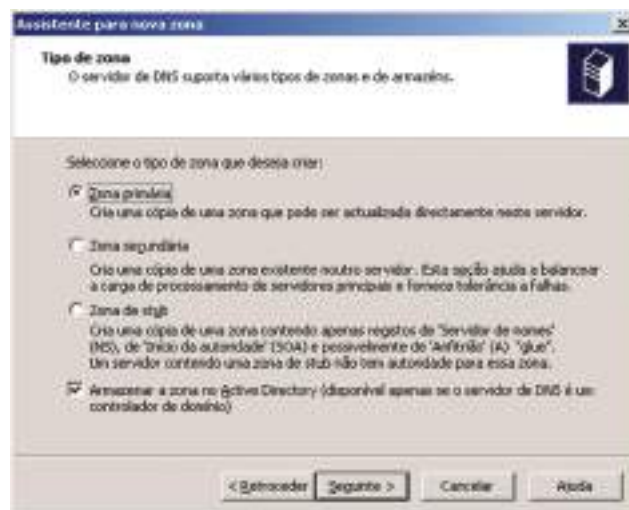 Assistente para nova zona
Tipo de zona
O servidor de DNS suporta vários tipos de zonas e de armazéns.
Seleccione o tipo de zona que deseja criar:
Zona primária
Cria uma cópia de uma zona que pode ser actualizada directamente neste servidor.
Zona secundária
Cria uma cópia de uma zona existente noutro servidor. Esta opção ajuda a balancear
a carga de processamento de servidores principais e fornece tolerância a falhas.
Zona de stub
Cria uma cópia de uma zona contendo apenas registos de 'Servidor de nomes'
(NS), de 'Início da autoridade' (SOA) e possivelmente de 'Anfitrião' (A) "glue".
Um servidor contendo uma zona de stub não tem autoridade para essa zona.
Armazenar a zona no Active Directory (disponível apenas se o servidor de DNS é um
controlador de domínio)
< Retroceder
Seguinte >
Cancelar
Ajuda